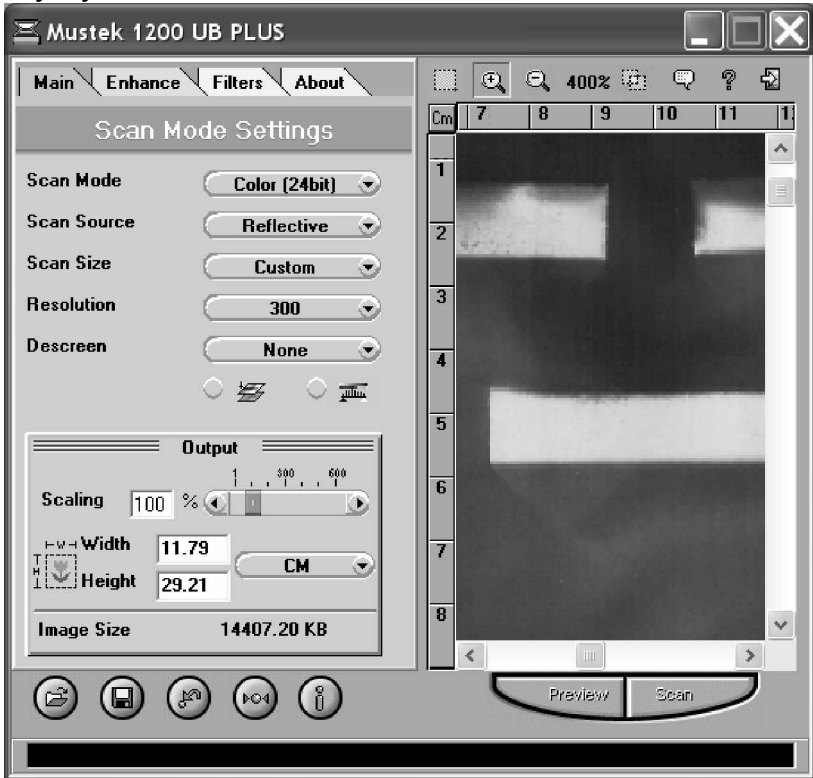 Mustek 1200 UB PLUS
Main Enhance Filters About
400% ?
Scan Mode Settings
Scan Mode Color (24bit)
Scan Source Reflective
Scan Size Custom
Resolution 300
Descreen None
Output
1 300 600
Scaling 100 %
W Width 11.79
H Height 29.21
CM
Image Size 14407.20 KB
Cm 7 8 9 10 11
1
2
3
4
5
6
7
8
Preview Scan